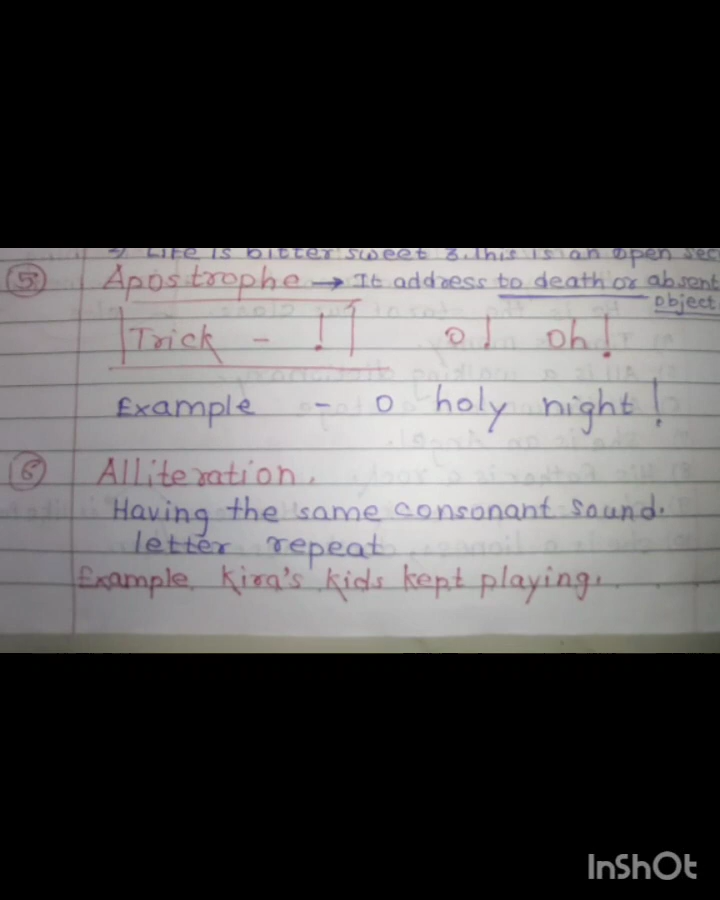 2) Life is bitter sweet 3. This is an open sec
5 Apostrophe → It address to death or absent
object
Trick - ! o! oh!
Example - O holy night!
6 Alliteration.
Having the same consonant sound.
letter repeat
Example. Kira's kids kept playing.
InShOt